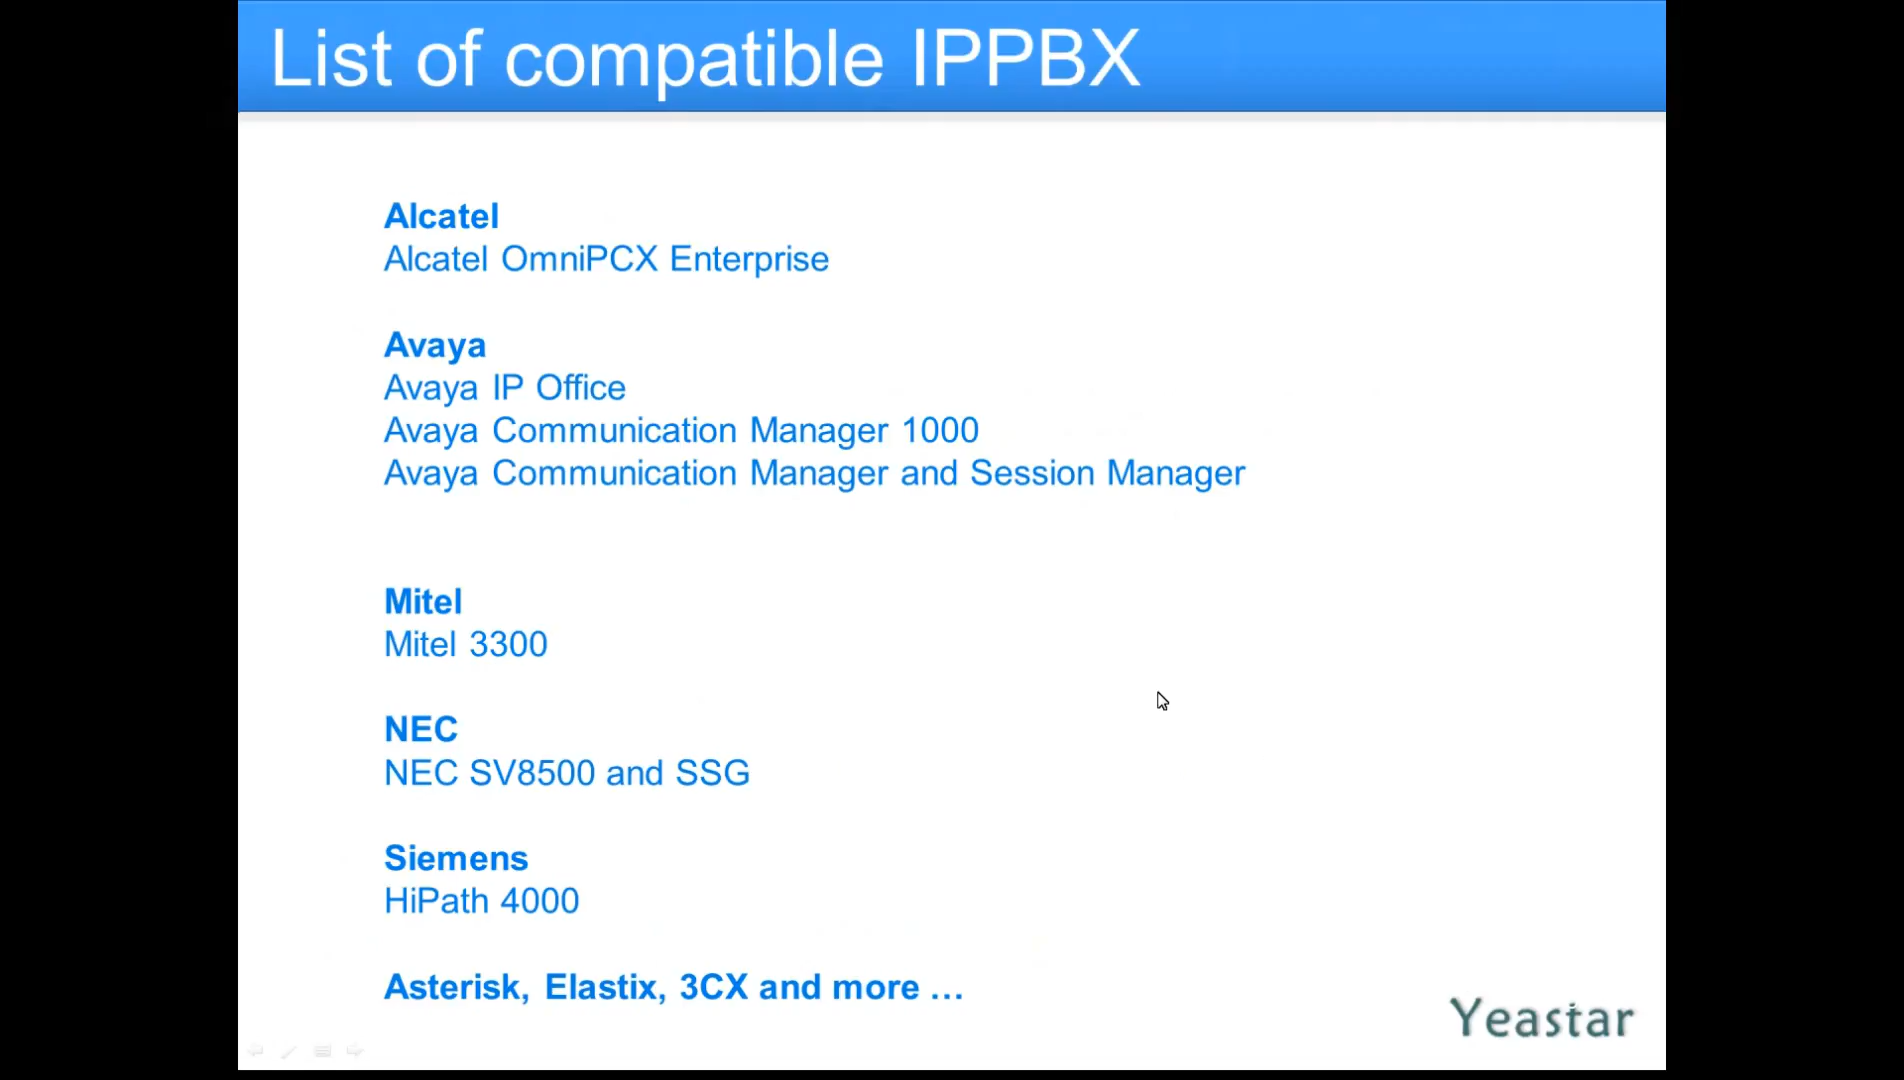 List of compatible IPPBX
Alcatel
Alcatel OmniPCX Enterprise
Avaya
Avaya IP Office
Avaya Communication Manager 1000
Avaya Communication Manager and Session Manager
Mitel
Mitel 3300
NEC
NEC SV8500 and SSG
Siemens
HiPath 4000
Asterisk, Elastix, 3CX and more …
Yeastar